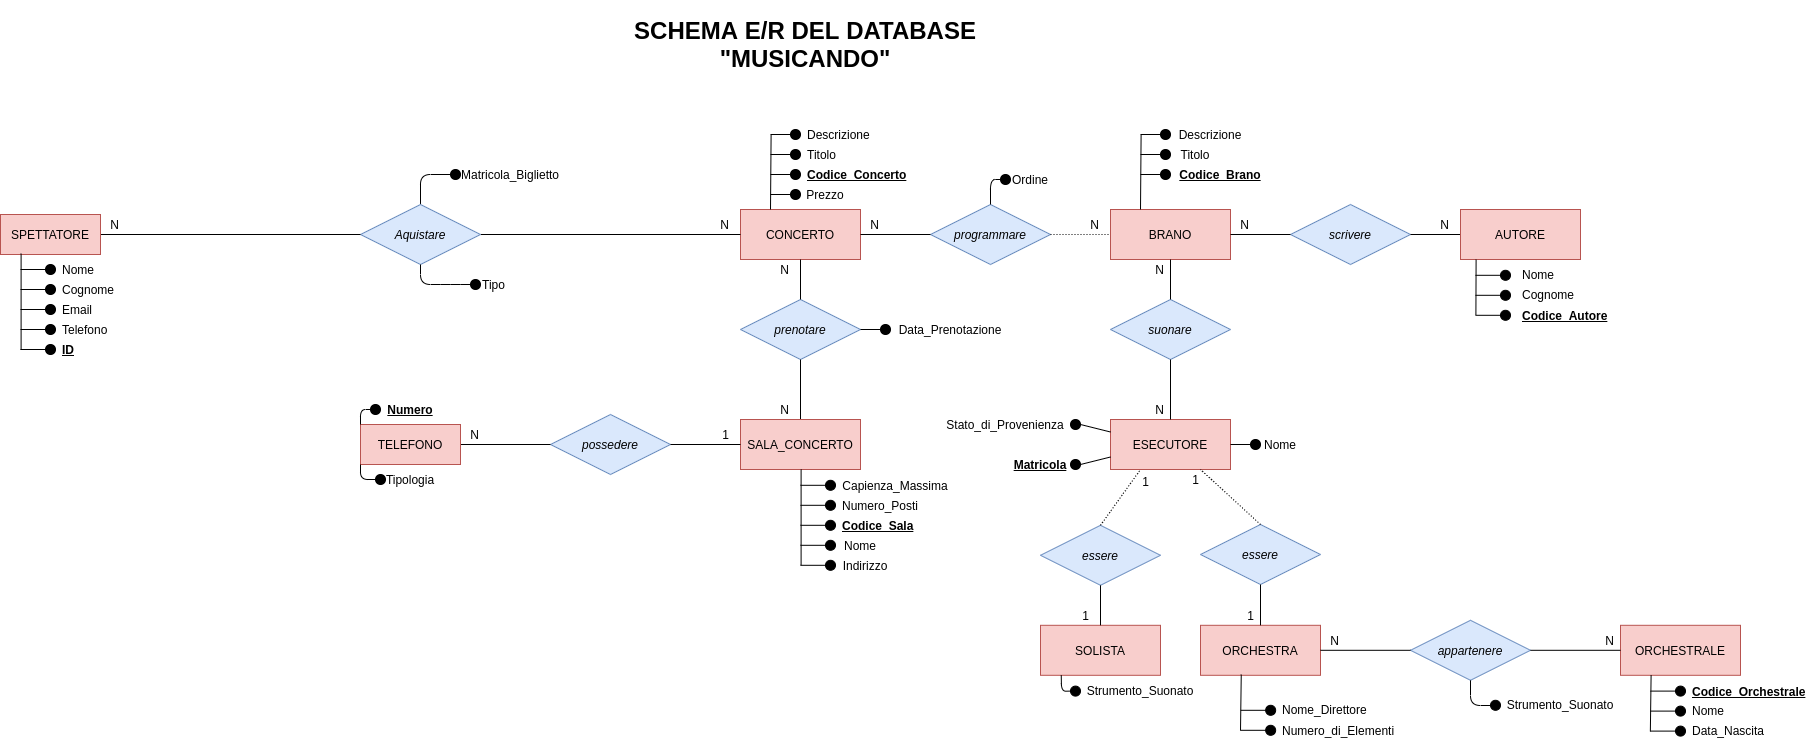 SCHEMA E/R DEL DATABASE
"MUSICANDO"
Descrizione
Titolo
Codice_Concerto
Prezzo
Descrizione
Titolo
Codice_Brano
Matricola_Biglietto
Ordine
SPETTATORE
N
Aquistare
N
CONCERTO
N
programmare
N
BRANO
N
scrivere
N
AUTORE
Tipo
Nome
Cognome
Email
Telefono
ID
Nome
Cognome
Codice_Autore
N
prenotare
Data_Prenotazione
N
N
suonare
N
Numero
TELEFONO
N
possedere
1
SALA_CONCERTO
Tipologia
Capienza_Massima
Numero_Posti
Codice_Sala
Nome
Indirizzo
Stato_di_Provenienza
ESECUTORE
Nome
Matricola
1
1
essere
essere
1
1
SOLISTA
Strumento_Suonato
ORCHESTRA
N
appartenere
N
ORCHESTRALE
Nome_Direttore
Numero_di_Elementi
Strumento_Suonato
Codice_Orchestrale
Nome
Data_Nascita